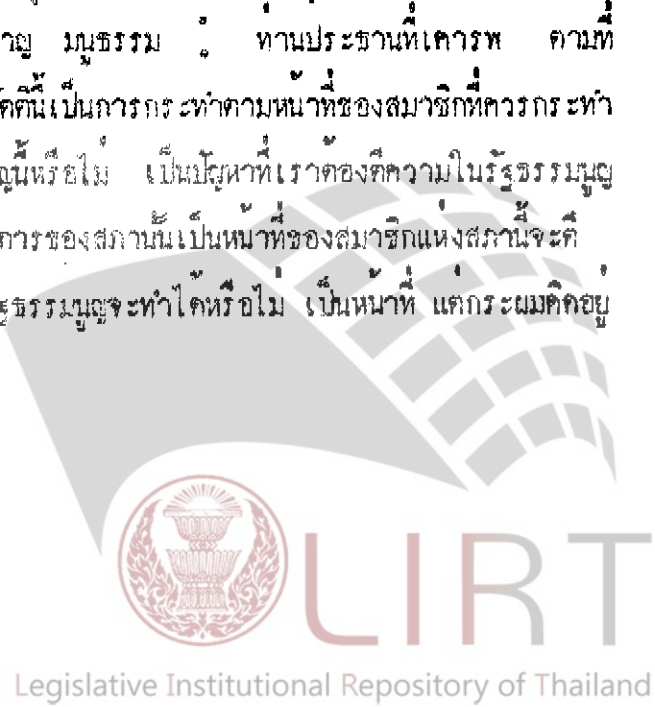 าญ มนูธรรม : ท่านประธานที่เคารพ ตามที่
ัตตินี้เป็นการกระทำตามหน้าที่ของสมาชิกที่ควรกระทำ
ญนี้หรือไม่ เป็นปัญหาที่เราต้องตีความในรัฐธรรมนูญ
การของสภานั้นเป็นหน้าที่ของสมาชิกแห่งสภานี้จะตี
ฐธรรมนูญจะทำได้หรือไม่ เป็นหน้าที่ แต่กระผมคิดอยู่
LIRT
Legislative Institutional Repository of Thailand